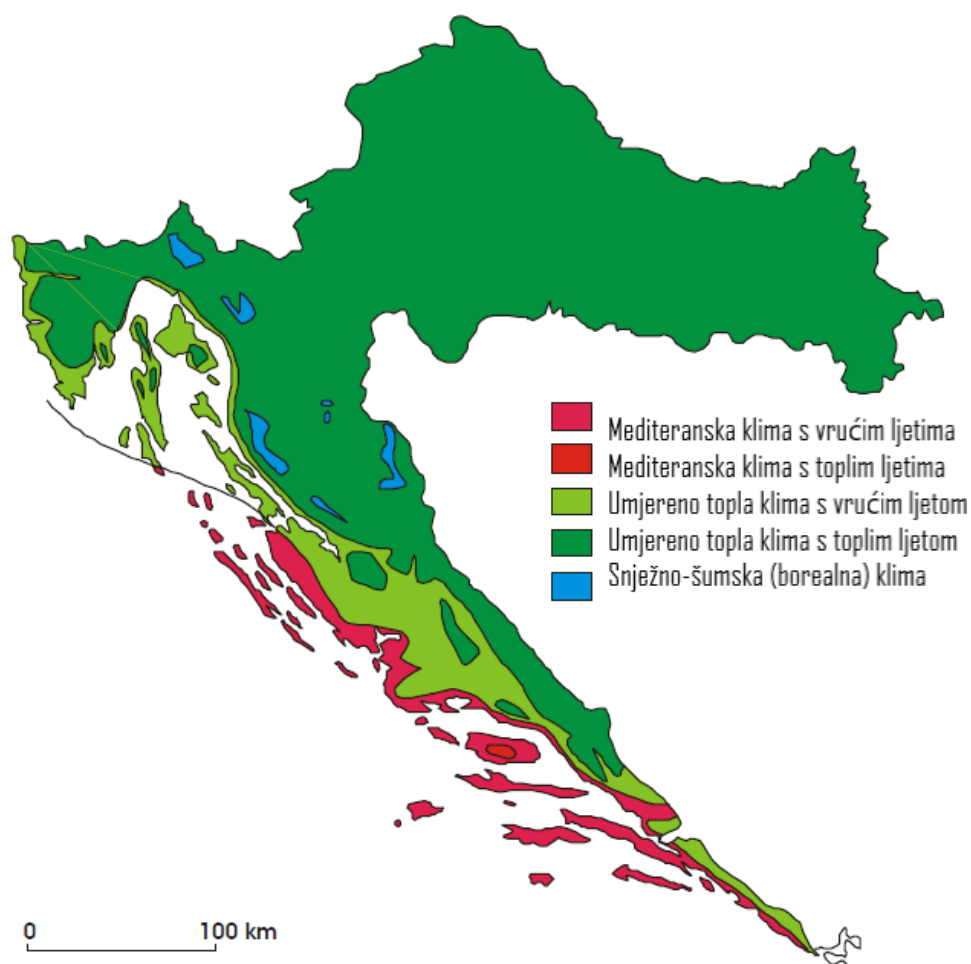 Mediteranska klima s vrućim ljetima
Mediteranska klima s toplim ljetima
Umjereno topla klima s vrućim ljetom
Umjereno topla klima s toplim ljetom
Snježno-šumska (borealna) klima
0 100 km